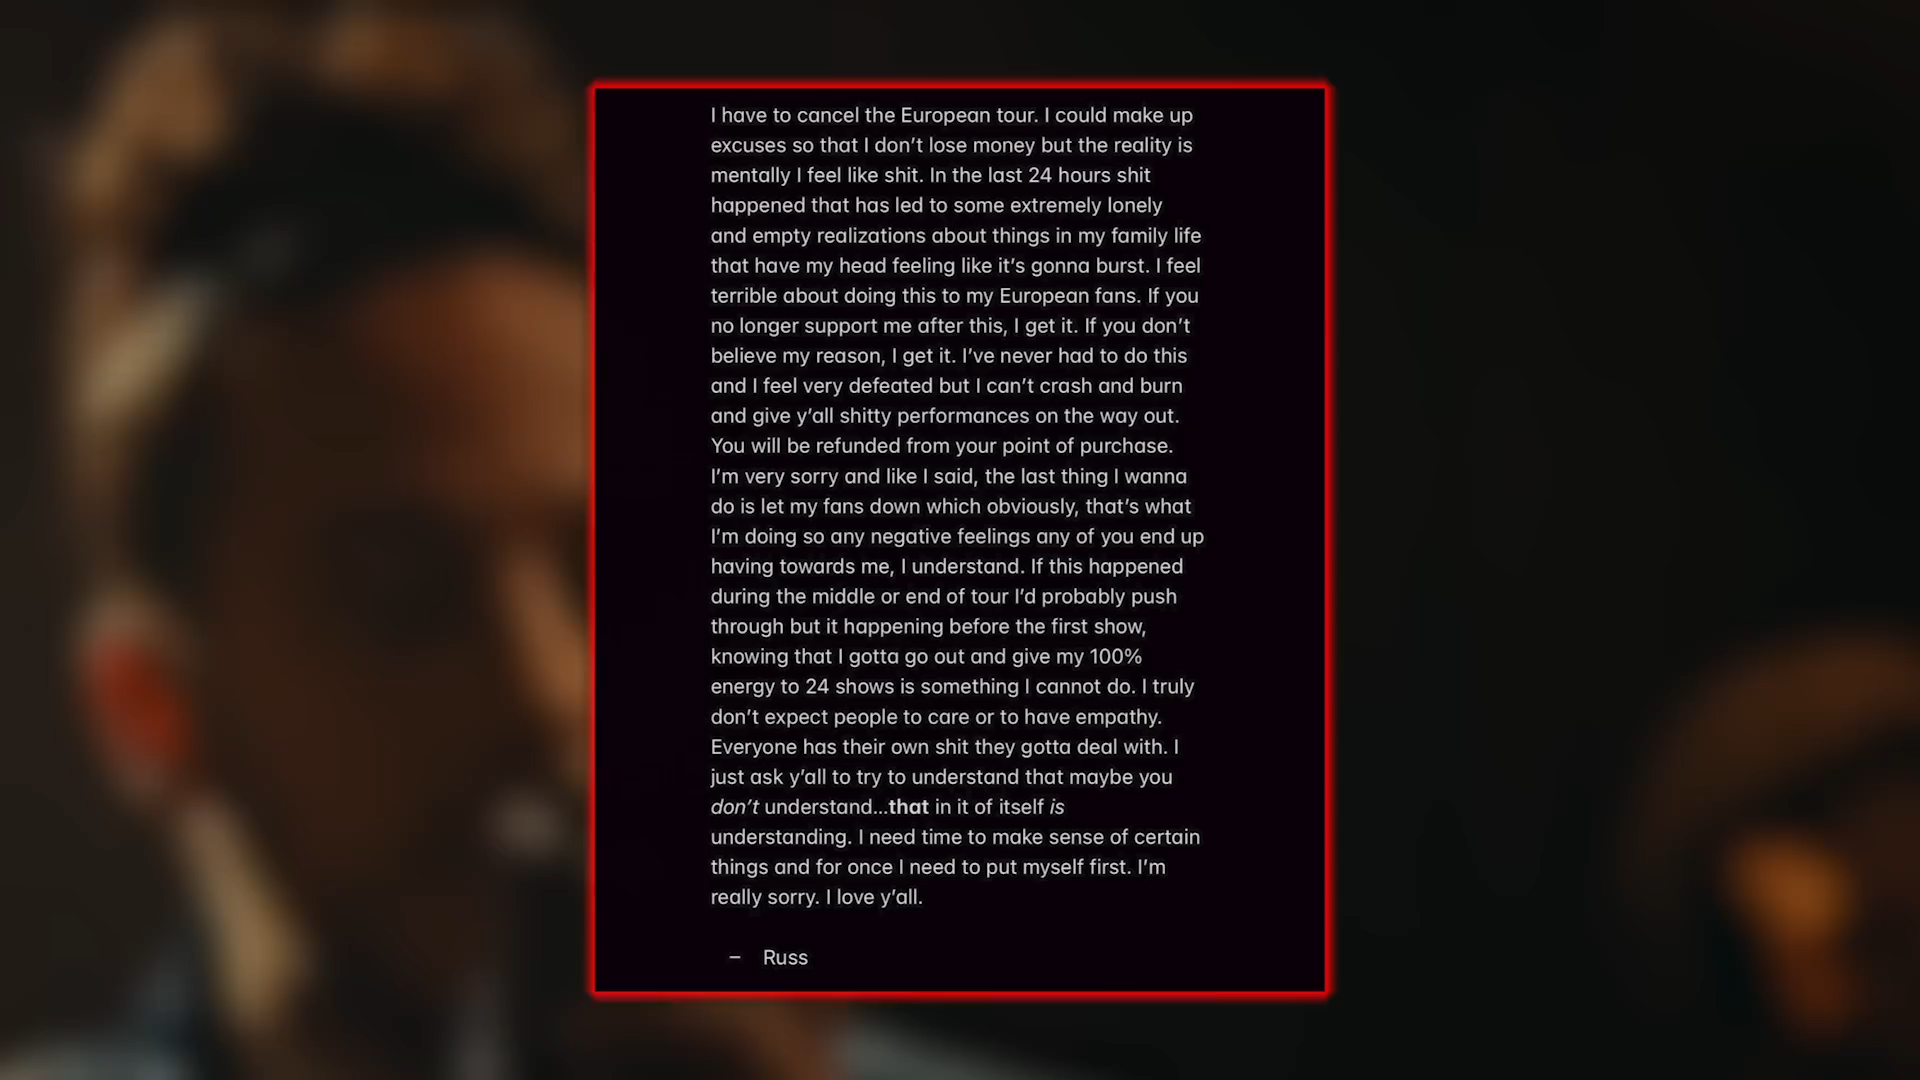 I have to cancel the European tour. I could make up
excuses so that I don’t lose money but the reality is
mentally I feel like shit. In the last 24 hours shit
happened that has led to some extremely lonely
and empty realizations about things in my family life
that have my head feeling like it’s gonna burst. I feel
terrible about doing this to my European fans. If you
no longer support me after this, I get it. If you don’t
believe my reason, I get it. I’ve never had to do this
and I feel very defeated but I can’t crash and burn
and give y’all shitty performances on the way out.
You will be refunded from your point of purchase.
I’m very sorry and like I said, the last thing I wanna
do is let my fans down which obviously, that’s what
I’m doing so any negative feelings any of you end up
having towards me, I understand. If this happened
during the middle or end of tour I’d probably push
through but it happening before the first show,
knowing that I gotta go out and give my 100%
energy to 24 shows is something I cannot do. I truly
don’t expect people to care or to have empathy.
Everyone has their own shit they gotta deal with. I
just ask y’all to try to understand that maybe you
don’t understand...that in it of itself is
understanding. I need time to make sense of certain
things and for once I need to put myself first. I’m
really sorry. I love y’all.
– Russ